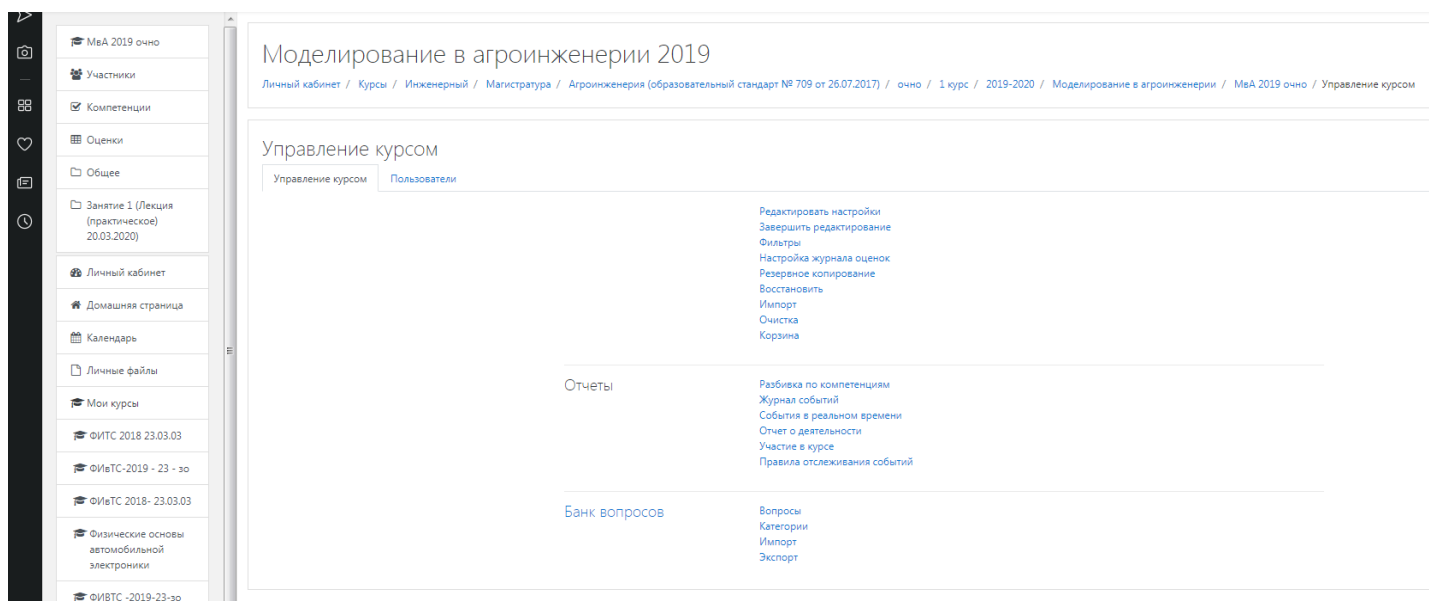 МвА 2019 очно
Участники
Компетенции
Оценки
Общее
Занятие 1 (Лекция
(практическое)
20.03.2020)
Личный кабинет
Домашняя страница
Календарь
Личные файлы
Мои курсы
ФИТС 2018 23.03.03
ФИвТС-2019 - 23 - зо
ФИвТС 2018- 23.03.03
Физические основы
автомобильной
электроники
ФИВТС -2019-23-зо
Моделирование в агроинженерии 2019
Личный кабинет / Курсы / Инженерный / Магистратура / Агроинженерия (образовательный стандарт № 709 от 26.07.2017) / очно / 1 курс / 2019-2020 / Моделирование в агроинженерии / МвА 2019 очно / Управление курсом
Управление курсом
Управление курсом Пользователи
Редактировать настройки
Завершить редактирование
Фильтры
Настройка журнала оценок
Резервное копирование
Восстановить
Импорт
Очистка
Корзина
Отчеты
Разбивка по компетенциям
Журнал событий
События в реальном времени
Отчет о деятельности
Участие в курсе
Правила отслеживания событий
Банк вопросов
Вопросы
Категории
Импорт
Экспорт